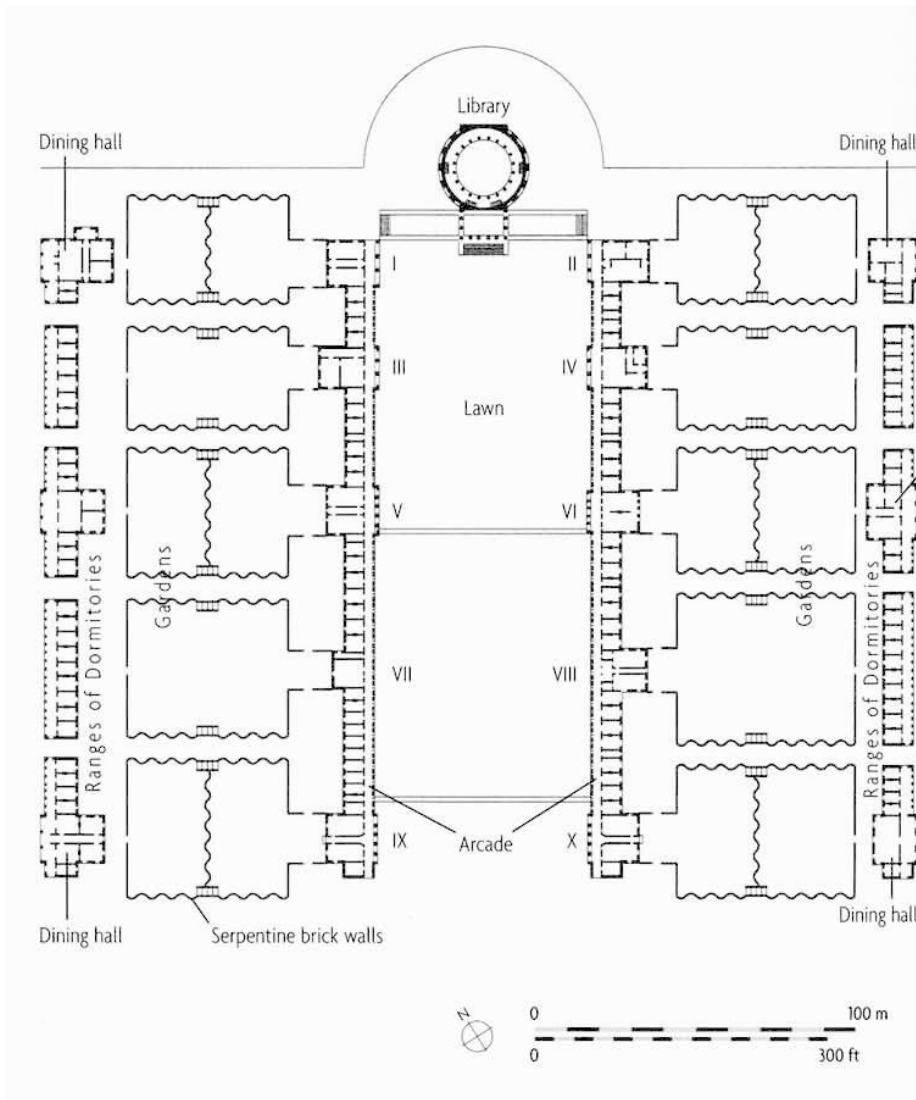 Library
Dining hall
Dining hall
I
II
III
IV
Lawn
V
VI
Gardens
Gardens
Ranges of Dormitories
Ranges of Dormitories
VII
VIII
IX
Arcade
X
Dining hall
Serpentine brick walls
Dining hall
N
0
100 m
0
300 ft